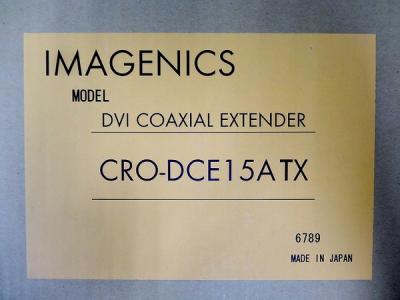 IMAGENICS
MODEL
DVI COAXIAL EXTENDER
CRO-DCE15ATX
6789
MADE IN JAPAN